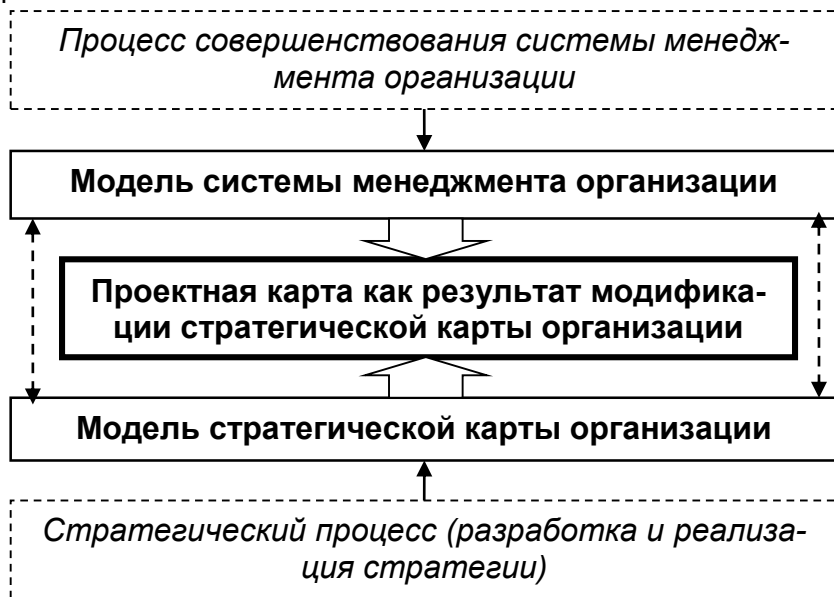 Процесс совершенствования системы менедж-
мента организации
Модель системы менеджмента организации
Проектная карта как результат модифика-
ции стратегической карты организации
Модель стратегической карты организации
Стратегический процесс (разработка и реализа-
ция стратегии)